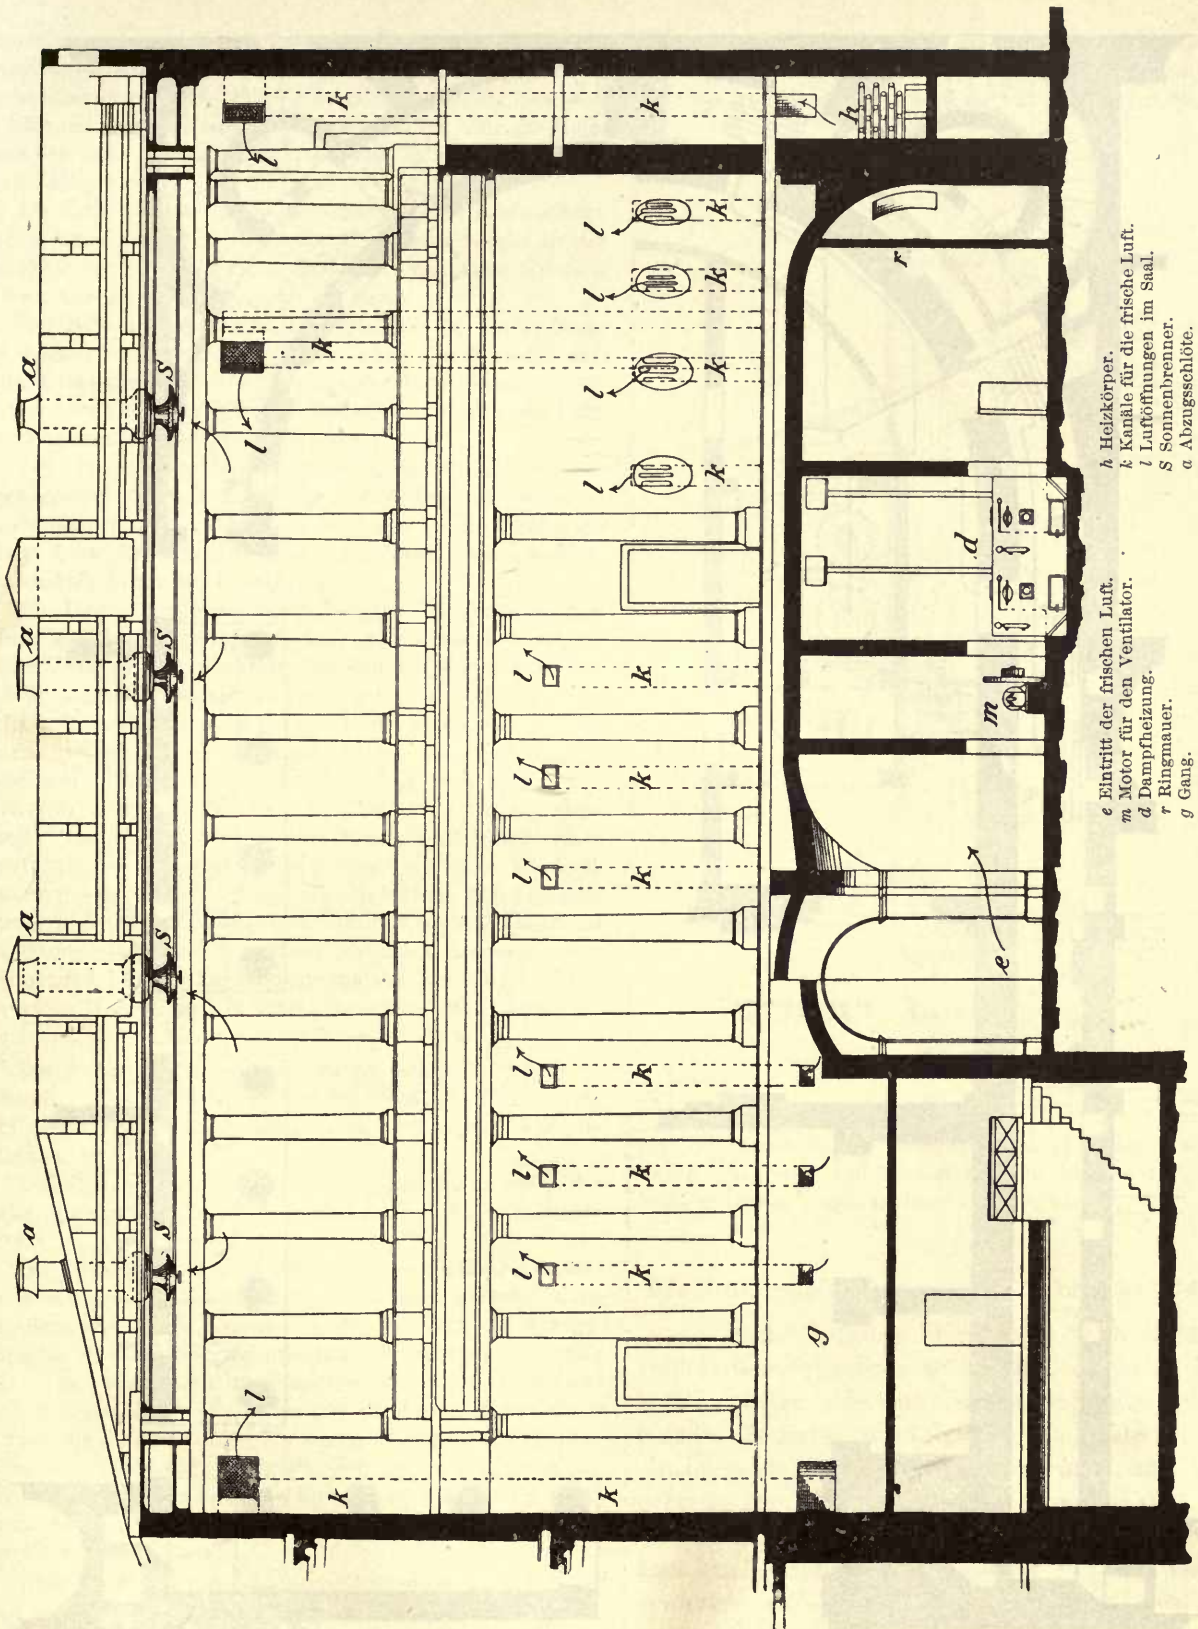 a a a a
S S S S
l l l
k k k
l l l l l l
l l l l
k k k k k k k k
k k k k
g
h
r
d
m
e
e Eintritt der frischen Luft.
m Motor für den Ventilator.
d Dampfheizung.
r Ringmauer.
g Gang.
h Heizkörper.
k Kanäle für die frische Luft.
l Luftöffnungen im Saal.
S Sonnenbrenner.
a Abzugsschlöte.